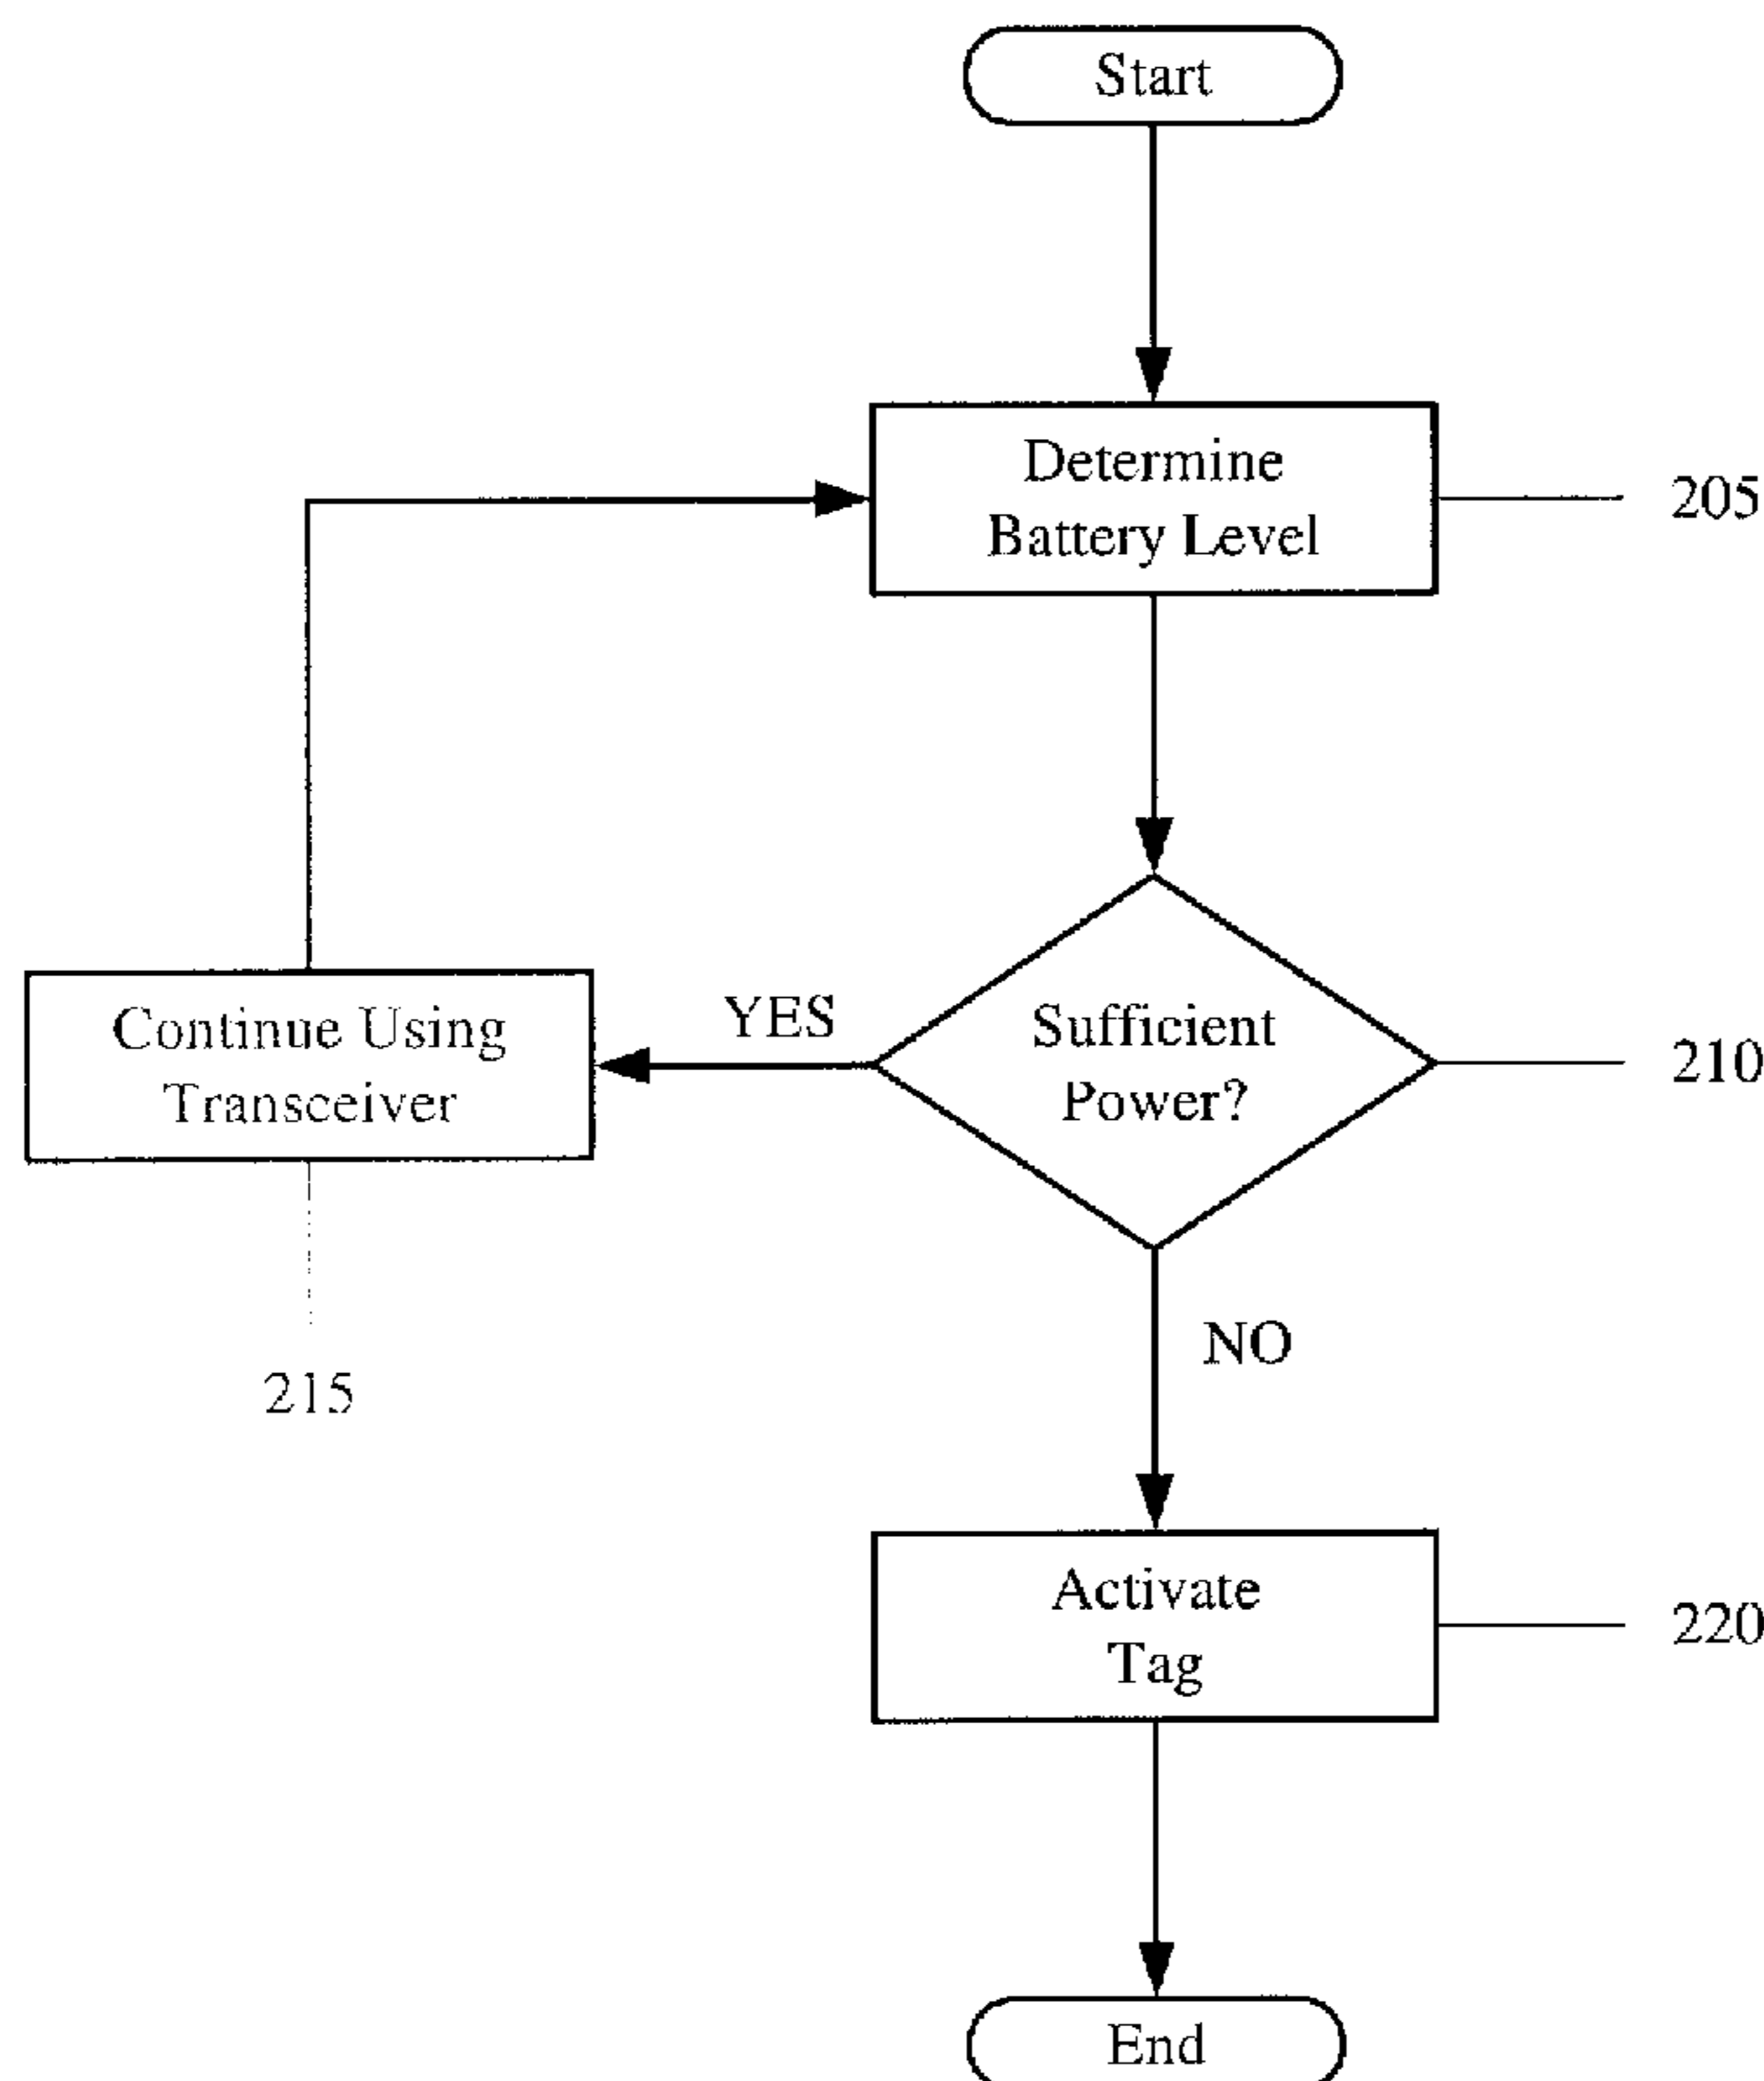 Start
Determine
Battery Level
205
Continue Using
Transceiver
YES
Sufficient
Power?
210
215
NO
Activate
Tag
220
End